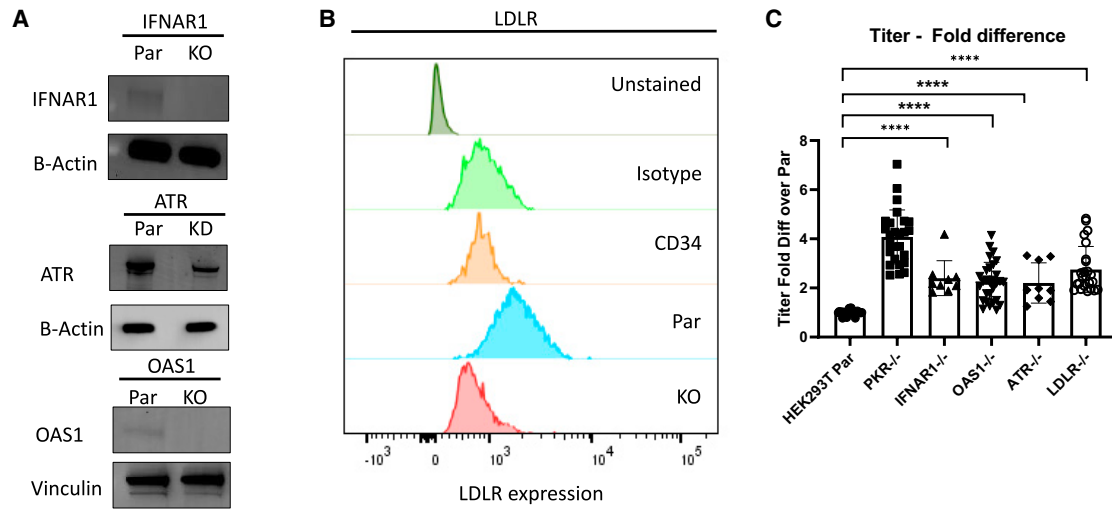 A
IFNAR1
Par KO
IFNAR1
B-Actin
ATR
Par KD
ATR
B-Actin
OAS1
Par KO
OAS1
Vinculin
B
LDLR
Unstained
Isotype
CD34
Par
KO
-10³ 0 10³ 10⁴ 10⁵
LDLR expression
C
Titer - Fold difference
****
****
****
****
Titer Fold Diff over Par
8
6
4
2
0
HEK293T Par
PKR-/-
IFNAR1-/-
OAS1-/-
ATR-/-
LDLR-/-